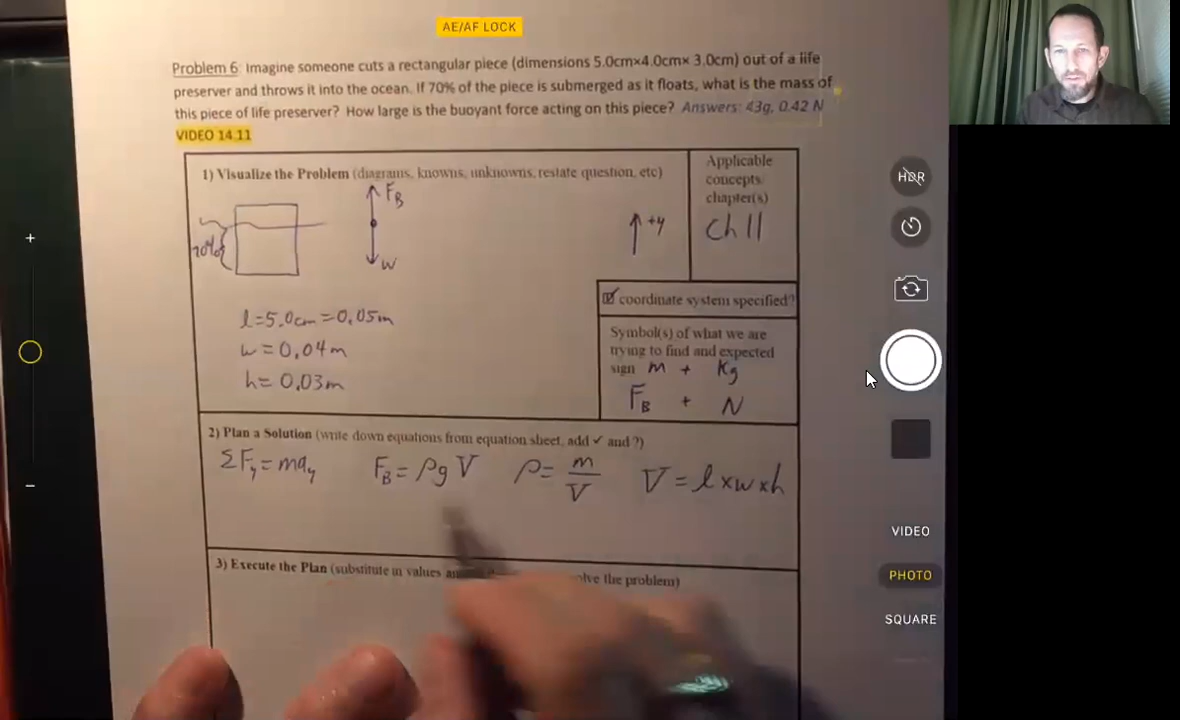 AE/AF LOCK
Problem 6: Imagine someone cuts a rectangular piece (dimensions 5.0cm×4.0cm× 3.0cm) out of a life
preserver and throws it into the ocean. If 70% of the piece is submerged as it floats, what is the mass of
this piece of life preserver? How large is the buoyant force acting on this piece? Answers: 43g, 0.42 N
VIDEO 14.11
1) Visualize the Problem (diagrams, knowns, unknowns, restate question, etc)
Applicable
concepts/
chapter(s)
Ch 11
F_B
W
70%
+y
l=5.0cm=0.05m
w=0.04m
h=0.03m
coordinate system specified?
Symbol(s) of what we are
trying to find and expected
sign m + Kg
F_B + N
2) Plan a Solution (write down equations from equation sheet, add ✓ and ?)
ΣF_y=ma_y F_B=ρgV ρ=m/V V=l×w×h
3) Execute the Plan (substitute in values the problem)
HDR
VIDEO
PHOTO
SQUARE